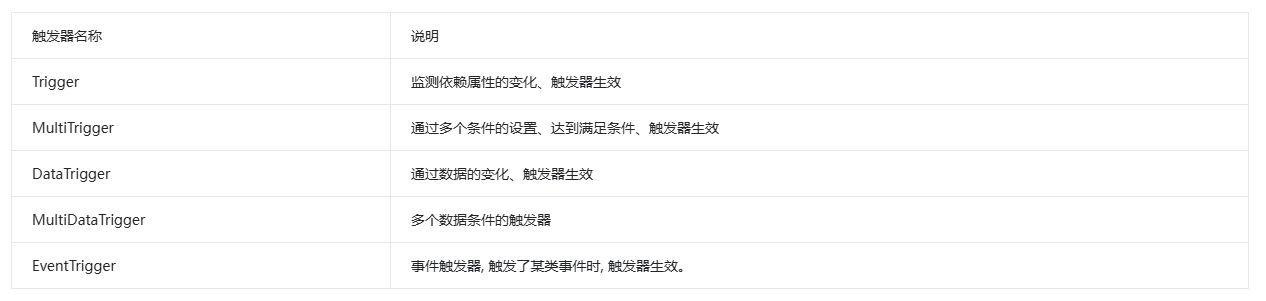 触发器名称 说明
Trigger 监测依赖属性的变化、触发器生效
MultiTrigger 通过多个条件的设置、达到满足条件、触发器生效
DataTrigger 通过数据的变化、触发器生效
MultiDataTrigger 多个数据条件的触发器
EventTrigger 事件触发器, 触发了某类事件时, 触发器生效。